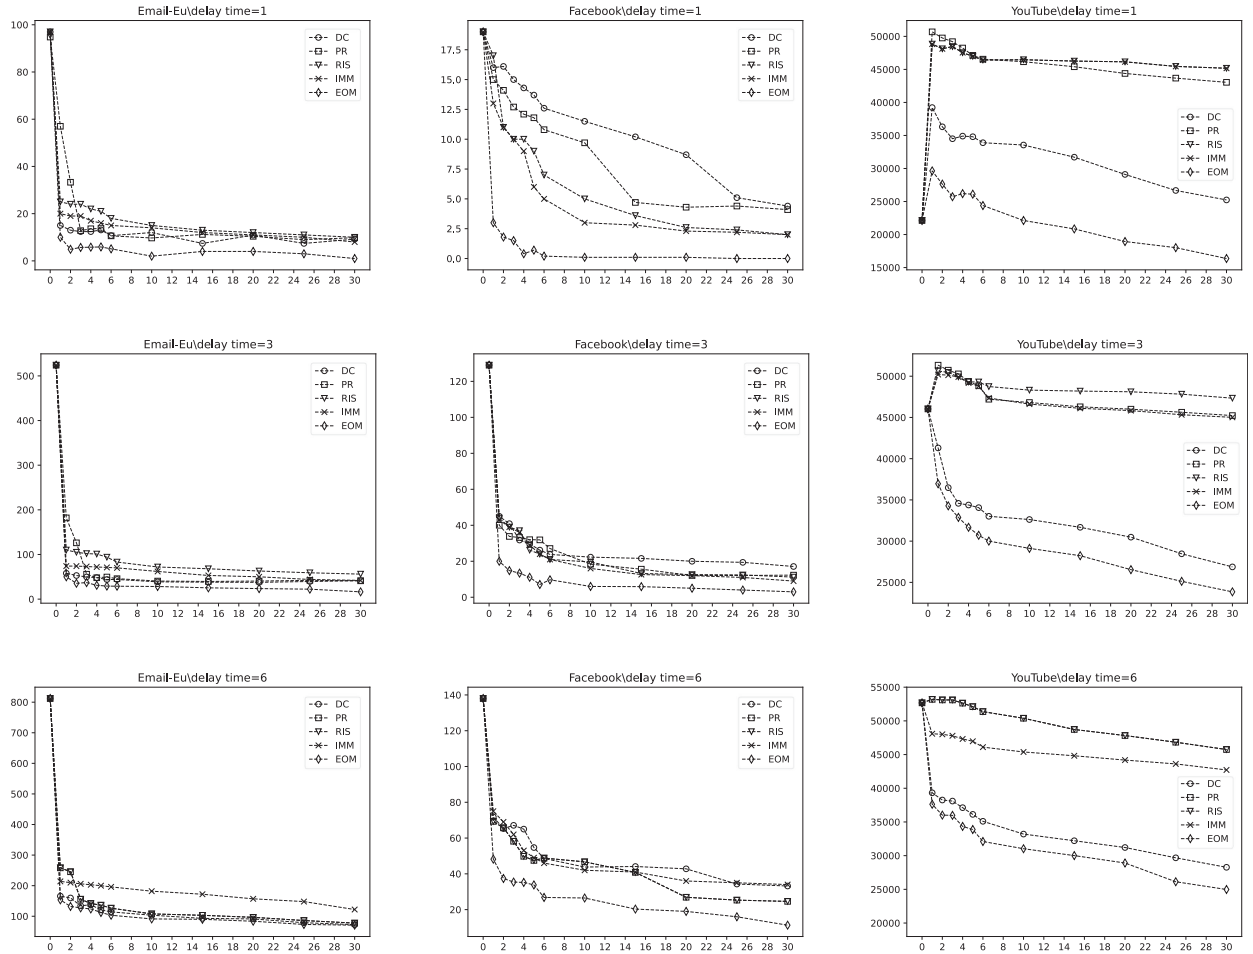 Email-Eu\delay time=1
100
80
60
40
20
0
0 2 4 6 8 10 12 14 16 18 20 22 24 26 28 30
DC
PR
RIS
IMM
EOM
Facebook\delay time=1
17.5
15.0
12.5
10.0
7.5
5.0
2.5
0.0
0 2 4 6 8 10 12 14 16 18 20 22 24 26 28 30
DC
PR
RIS
IMM
EOM
YouTube\delay time=1
50000
45000
40000
35000
30000
25000
20000
15000
0 2 4 6 8 10 12 14 16 18 20 22 24 26 28 30
DC
PR
RIS
IMM
EOM
Email-Eu\delay time=3
500
400
300
200
100
0
0 2 4 6 8 10 12 14 16 18 20 22 24 26 28 30
DC
PR
RIS
IMM
EOM
Facebook\delay time=3
120
100
80
60
40
20
0
0 2 4 6 8 10 12 14 16 18 20 22 24 26 28 30
DC
PR
RIS
IMM
EOM
YouTube\delay time=3
50000
45000
40000
35000
30000
25000
0 2 4 6 8 10 12 14 16 18 20 22 24 26 28 30
DC
PR
RIS
IMM
EOM
Email-Eu\delay time=6
800
700
600
500
400
300
200
100
0 2 4 6 8 10 12 14 16 18 20 22 24 26 28 30
DC
PR
RIS
IMM
EOM
Facebook\delay time=6
140
120
100
80
60
40
20
0 2 4 6 8 10 12 14 16 18 20 22 24 26 28 30
DC
PR
RIS
IMM
EOM
YouTube\delay time=6
55000
50000
45000
40000
35000
30000
25000
20000
0 2 4 6 8 10 12 14 16 18 20 22 24 26 28 30
DC
PR
RIS
IMM
EOM